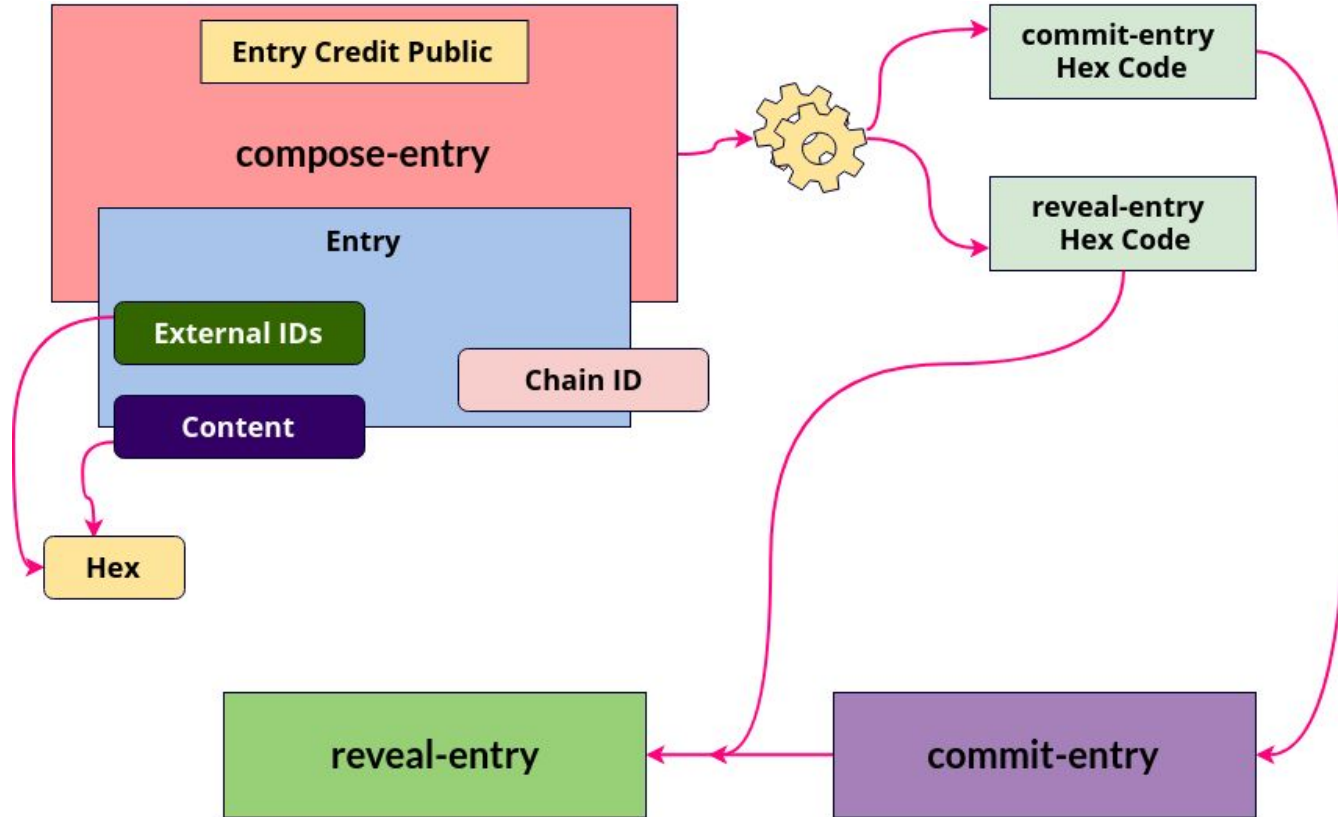 Entry Credit Public
compose-entry
Entry
External IDs
Chain ID
Content
Hex
commit-entry
Hex Code
reveal-entry
Hex Code
reveal-entry
commit-entry